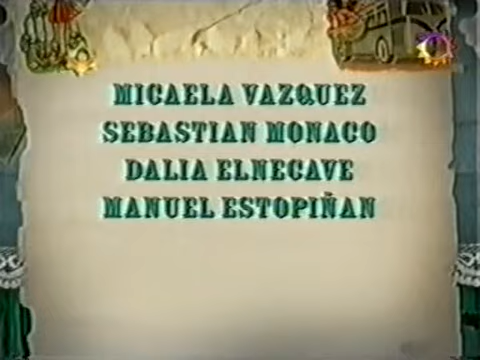 MICAELA VAZQUEZ
SEBASTIAN MONACO
DALIA ELNECAVE
MANUEL ESTOPIÑAN